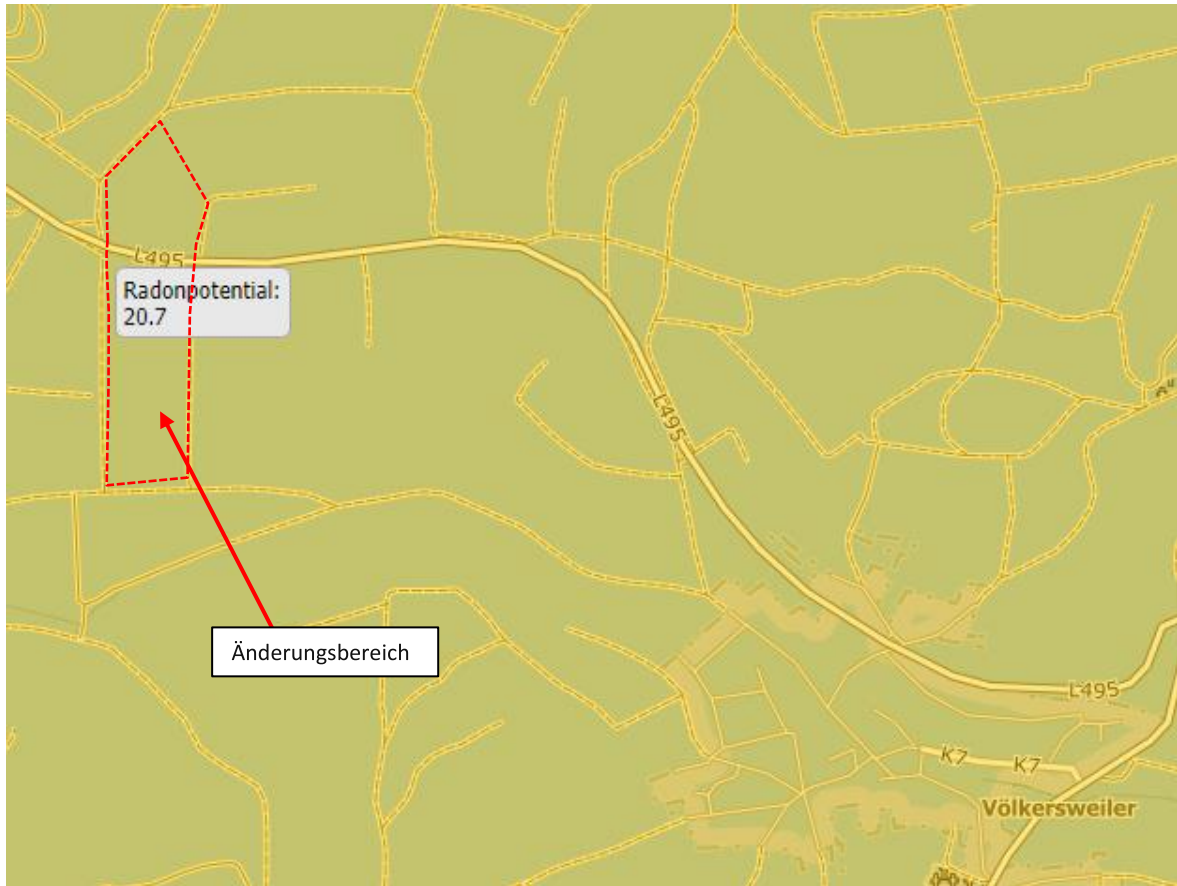 L495
Radonpotential:
20.7
L495
Änderungsbereich
L495
K7
K7
Völkersweiler